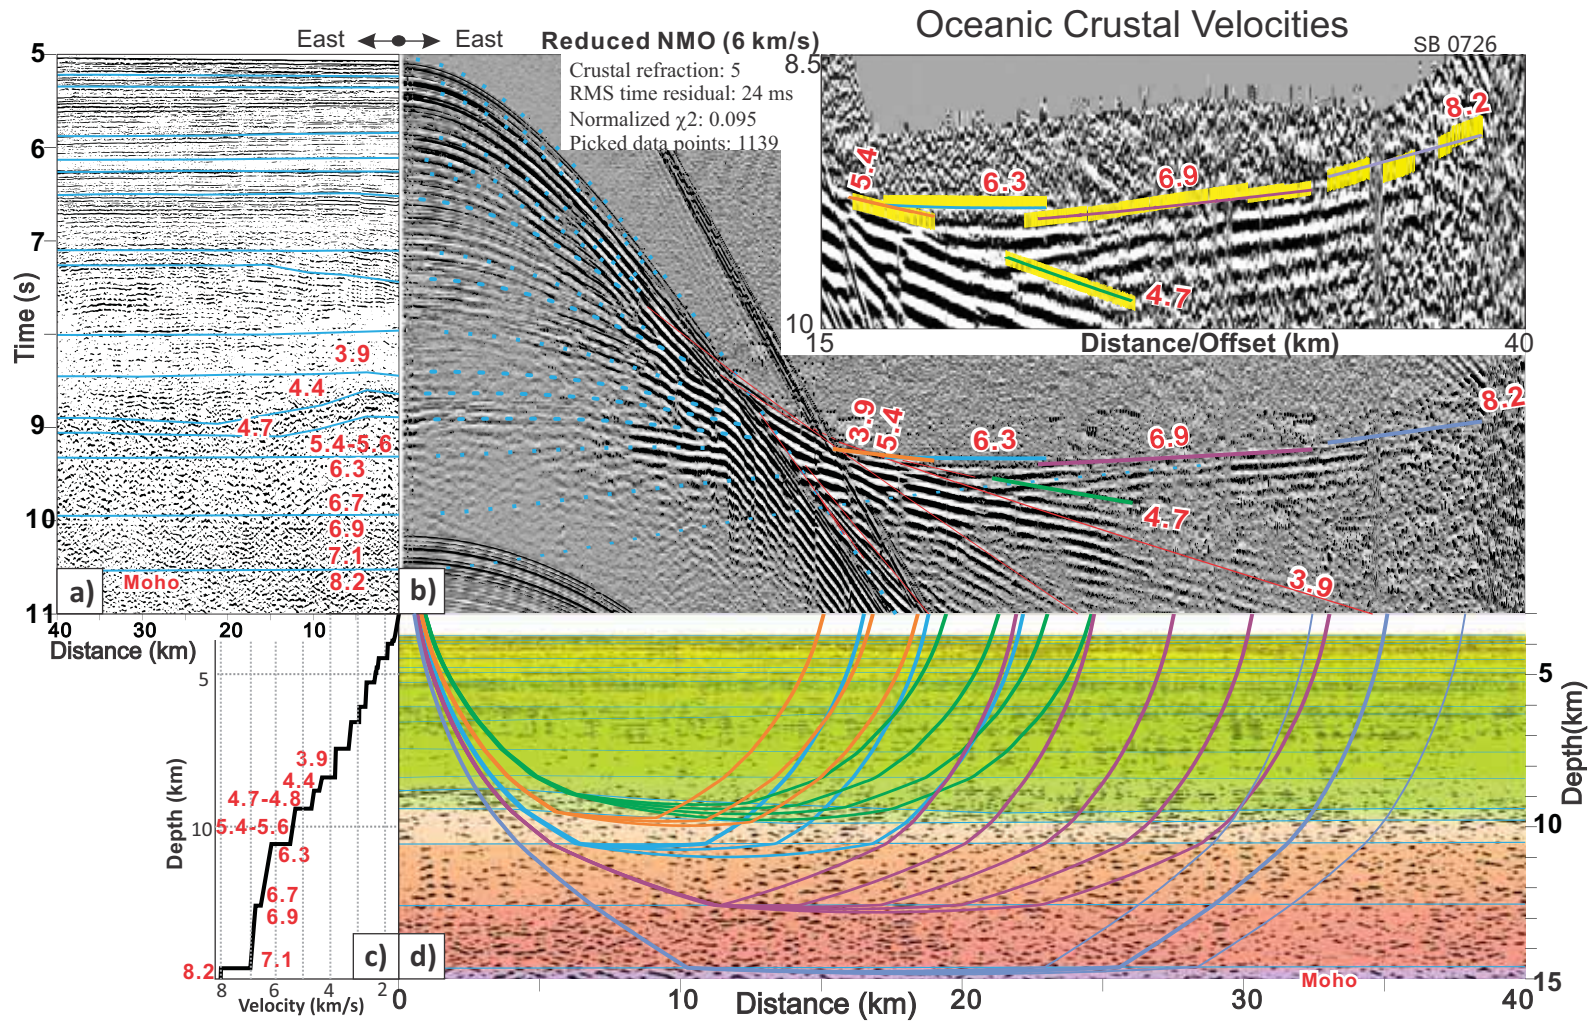 Oceanic Crustal Velocities
East East
Reduced NMO (6 km/s)
SB 0726
Crustal refraction: 5
RMS time residual: 24 ms
Normalized χ2: 0.095
Picked data points: 1139
8.5
10
15
40
Distance/Offset (km)
5.4
6.3
6.9
8.2
4.7
5
6
7
9
10
11
Time (s)
3.9
4.4
4.7
5.4-5.6
6.3
6.7
6.9
7.1
8.2
Moho
a)
40 30 20 10
Distance (km)
3.9
5.4
6.3
6.9
8.2
4.7
3.9
b)
5
10
Depth (km)
3.9
4.4
4.7-4.8
5.4-5.6
6.3
6.7
6.9
7.1
8.2
c)
8 6 4 2
Velocity (km/s)
d)
Moho
5
10
15
Depth(km)
0 10 20 30 40
Distance (km)